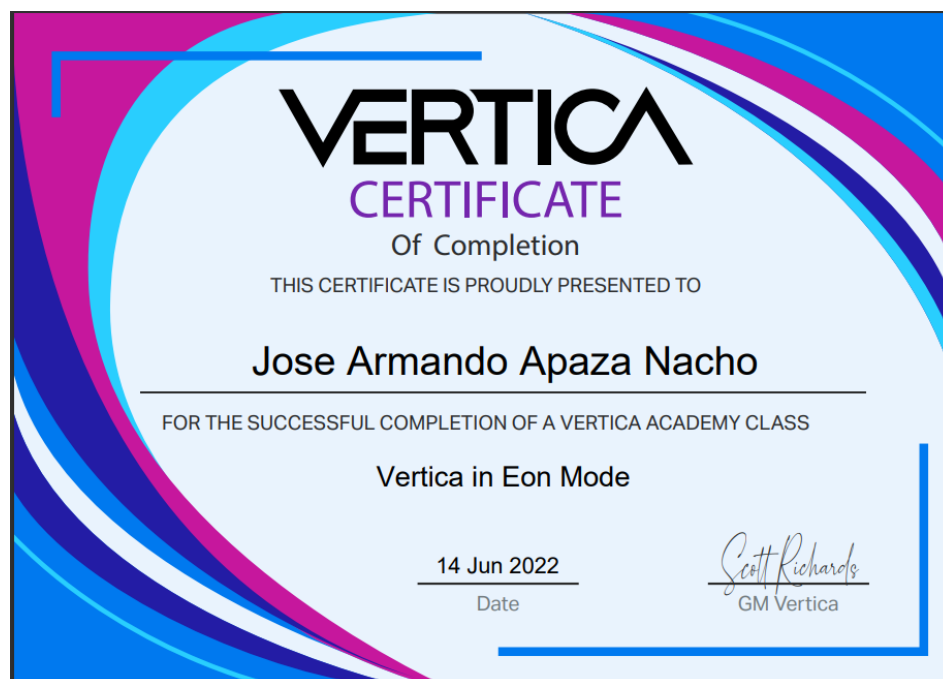 VERTICA
CERTIFICATE
Of Completion
THIS CERTIFICATE IS PROUDLY PRESENTED TO
Jose Armando Apaza Nacho
FOR THE SUCCESSFUL COMPLETION OF A VERTICA ACADEMY CLASS
Vertica in Eon Mode
14 Jun 2022
Scott Richards
Date
GM Vertica